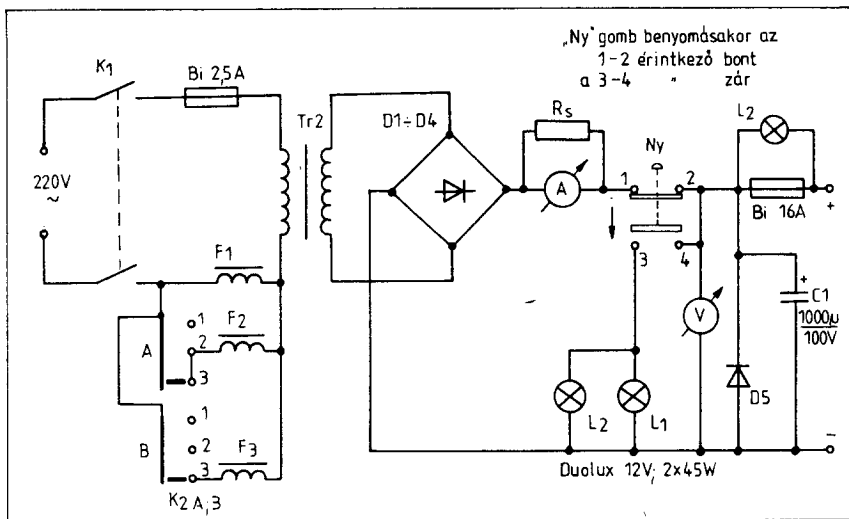 „Ny" gomb benyomásakor az
1-2 érintkező bont
a 3-4 " zár
K1
Bi 2,5A
Tr2
D1÷D4
Rs
Ny
L2
220V
~
A
1
2
Bi 16A
+
3
4
F1
V
+
C1
1000µ
100V
A
1
2
3
F2
D5
B
1
2
3
F3
L2
L1
-
K2 A; 3
Duolux 12V; 2x45W